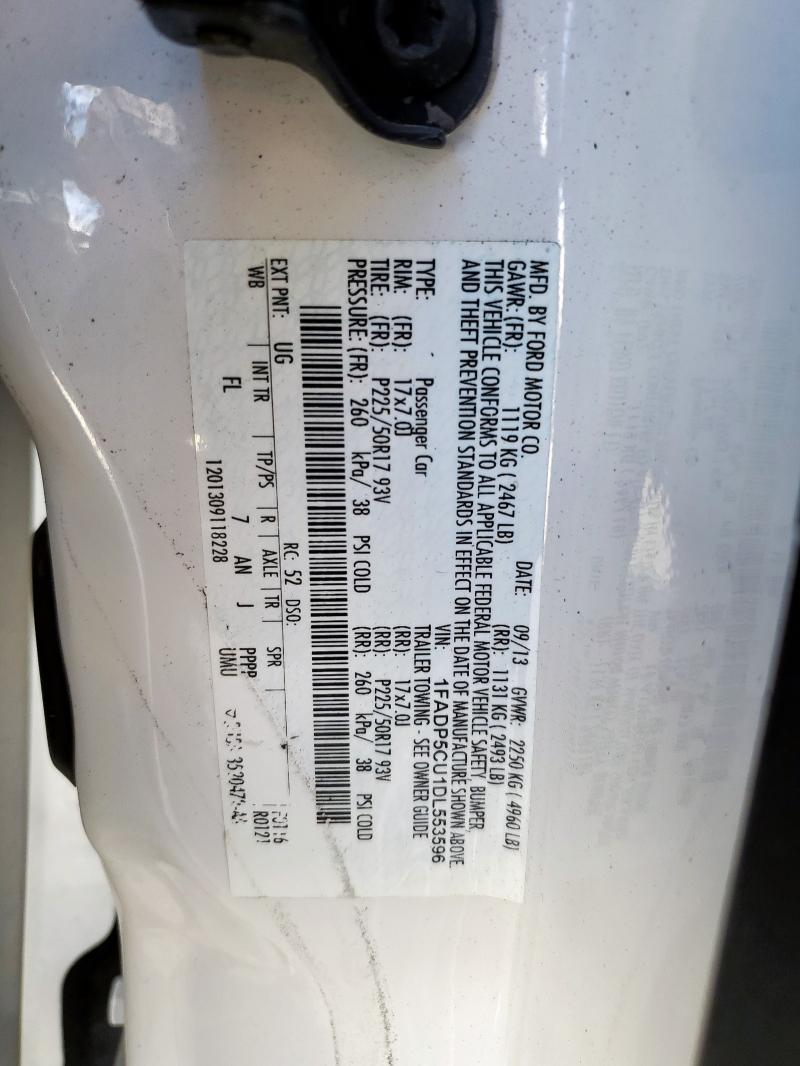 MFD. BY FORD MOTOR CO.
DATE: 09/13 GVWR: 2250 KG ( 4960 LB)
GAWR: (FR): 1119 KG ( 2467 LB) (RR): 1131 KG ( 2493 LB)
THIS VEHICLE CONFORMS TO ALL APPLICABLE FEDERAL MOTOR VEHICLE SAFETY, BUMPER,
AND THEFT PREVENTION STANDARDS IN EFFECT ON THE DATE OF MANUFACTURE SHOWN ABOVE.
VIN: 1FADP5CU1DL553596
TYPE: Passenger Car TRAILER TOWING - SEE OWNER GUIDE
RIM: (FR): 17x7.0J (RR): 17x7.0J
TIRE: (FR): P225/50R17 93V (RR): P225/50R17 93V
PRESSURE: (FR): 260 kPa/ 38 PSI COLD (RR): 260 kPa/ 38 PSI COLD
EXT PNT: UG RC: 52 DSO:
WB | INT TR | TP/PS | R | AXLE | TR | SPR |
FL 7 AN J PPPP R0121
1201309118228 UMU